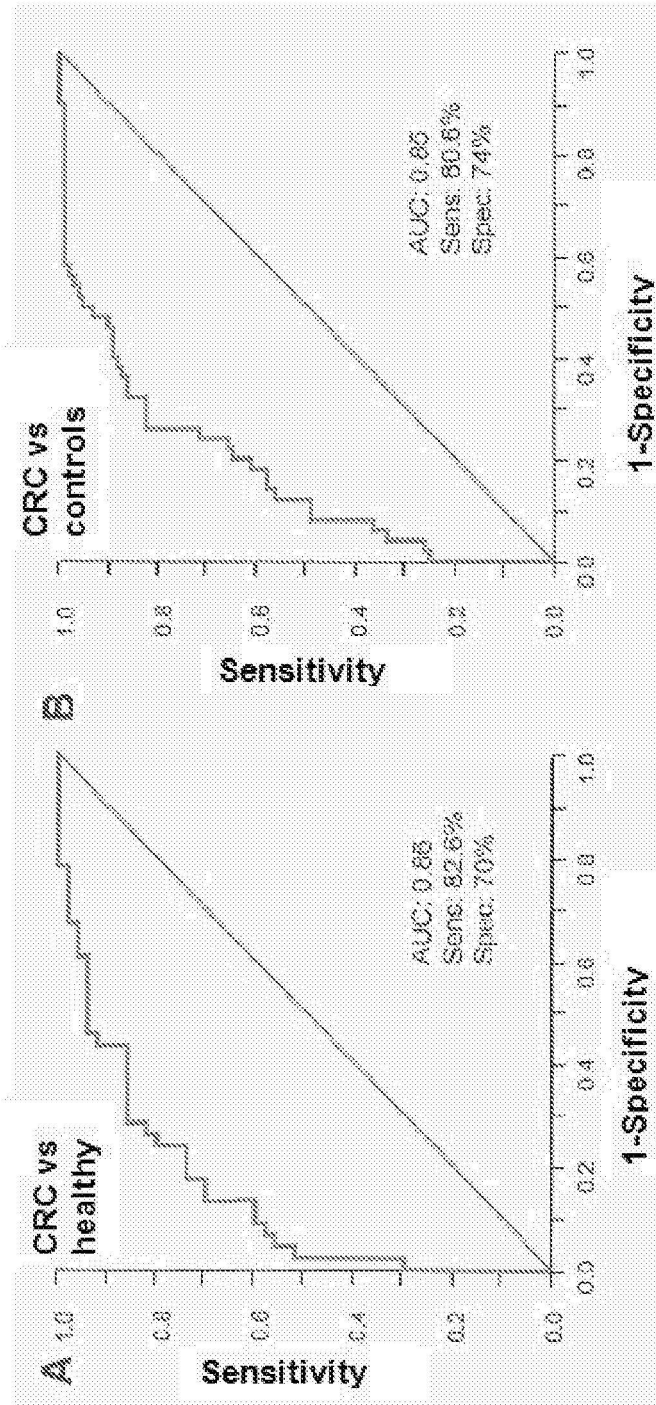 A
CRC vs
healthy
Sensitivity
1.0
0.8
0.6
0.4
0.2
0.0
AUC: 0.86
Sens: 82.6%
Spec: 70%
0.0
0.2
0.4
0.6
0.8
1.0
1-Specificity
B
CRC vs
controls
Sensitivity
1.0
0.8
0.6
0.4
0.2
0.0
AUC: 0.85
Sens: 80.6%
Spec: 74%
0.0
0.2
0.4
0.6
0.8
1.0
1-Specificity